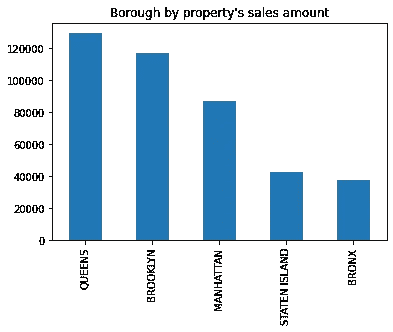 Borough by property's sales amount
120000
100000
80000
60000
40000
20000
0
QUEENS
BROOKLYN
MANHATTAN
STATEN ISLAND
BRONX